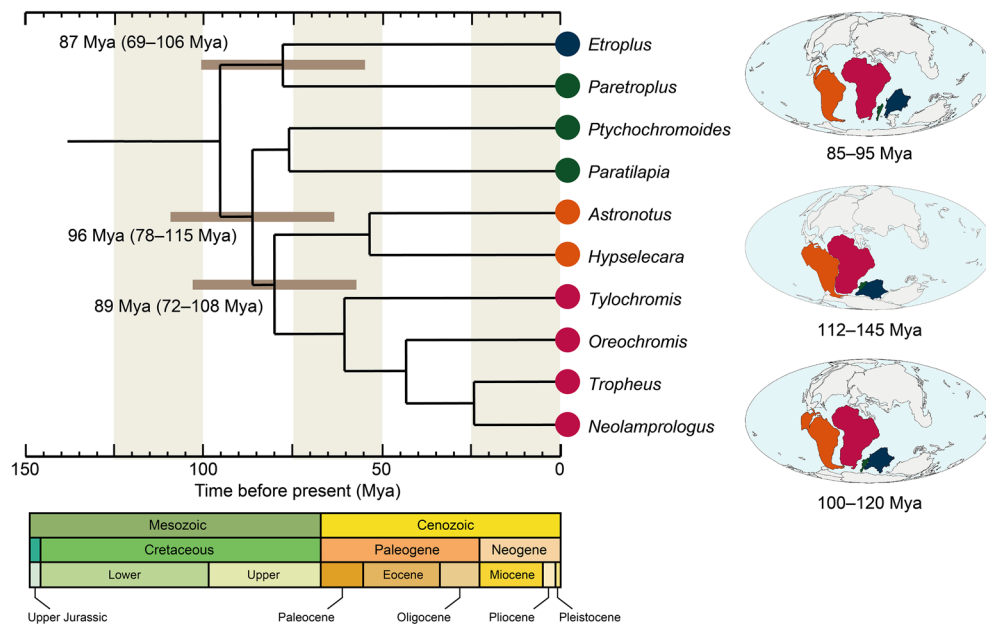 87 Mya (69–106 Mya)
Etroplus
Paretroplus
Ptychochromoides
Paratilapia
Astronotus
96 Mya (78–115 Mya)
Hypselecara
89 Mya (72–108 Mya)
Tylochromis
Oreochromis
Tropheus
Neolamprologus
150 100 50 0
Time before present (Mya)
85–95 Mya
112–145 Mya
100–120 Mya
Mesozoic Cenozoic
Cretaceous Paleogene Neogene
Lower Upper Eocene Miocene
Upper Jurassic Paleocene Oligocene Pliocene Pleistocene